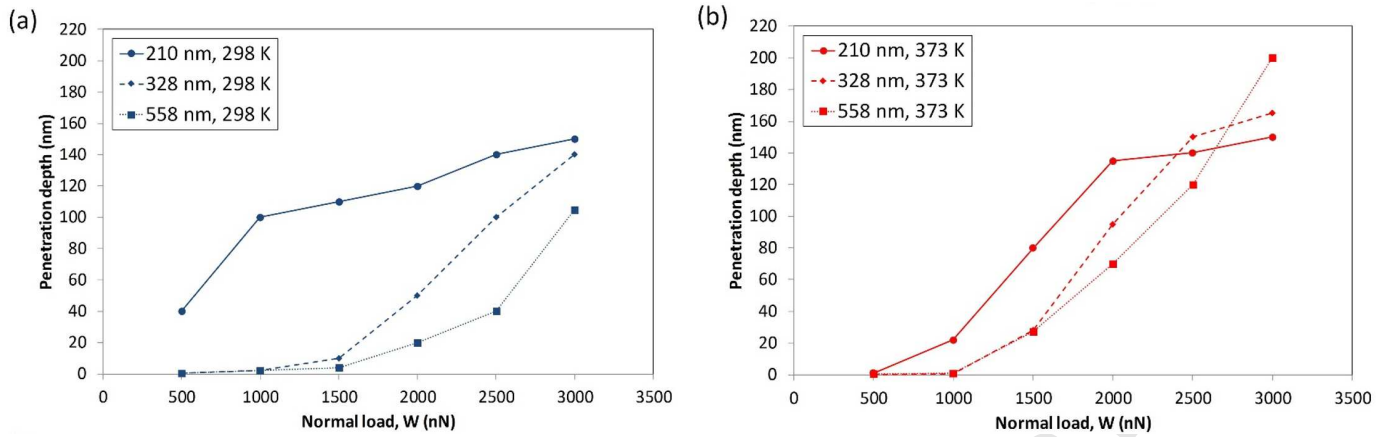 (a)
220
200
180
160
140
120
100
80
60
40
20
0
Penetration depth (nm)
210 nm, 298 K
328 nm, 298 K
558 nm, 298 K
0 500 1000 1500 2000 2500 3000 3500
Normal load, W (nN)
(b)
220
200
180
160
140
120
100
80
60
40
20
0
Penetration depth (nm)
210 nm, 373 K
328 nm, 373 K
558 nm, 373 K
0 500 1000 1500 2000 2500 3000 3500
Normal load, W (nN)